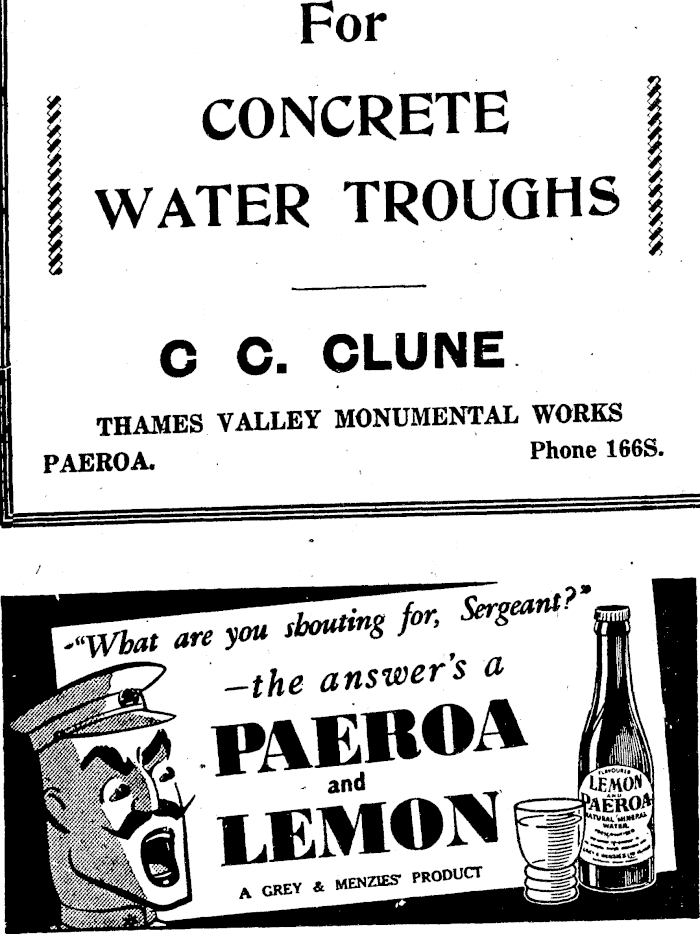 For
CONCRETE
WATER TROUGHS
C C. CLUNE
THAMES VALLEY MONUMENTAL WORKS
PAEROA. Phone 166S.
-"What are you shouting for, Sergeant?"
—the answer's a
PAEROA
and
LEMON
A GREY & MENZIES' PRODUCT
FLAVOURED
LEMON
AND
PAEROA
NATURAL MINERAL
WATER